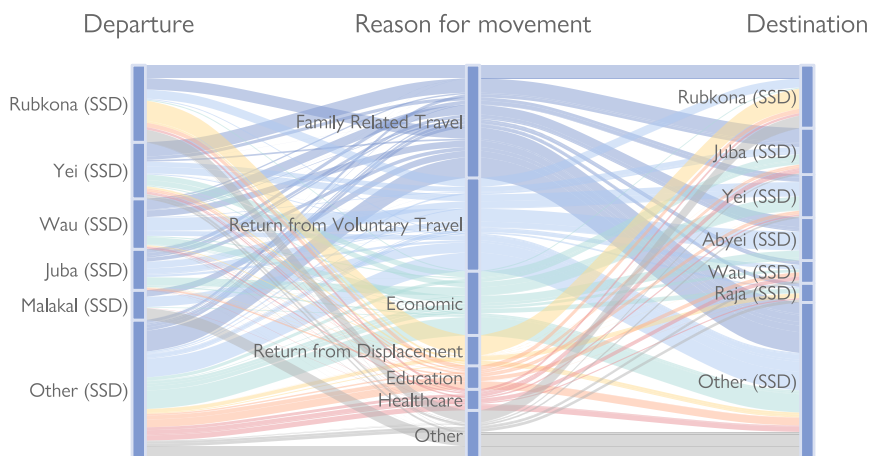 Departure
Reason for movement
Destination
Rubkona (SSD)
Yei (SSD)
Wau (SSD)
Juba (SSD)
Malakal (SSD)
Other (SSD)
Family Related Travel
Return from Voluntary Travel
Economic
Return from Displacement
Education
Healthcare
Other
Rubkona (SSD)
Juba (SSD)
Yei (SSD)
Abyei (SSD)
Wau (SSD)
Raja (SSD)
Other (SSD)